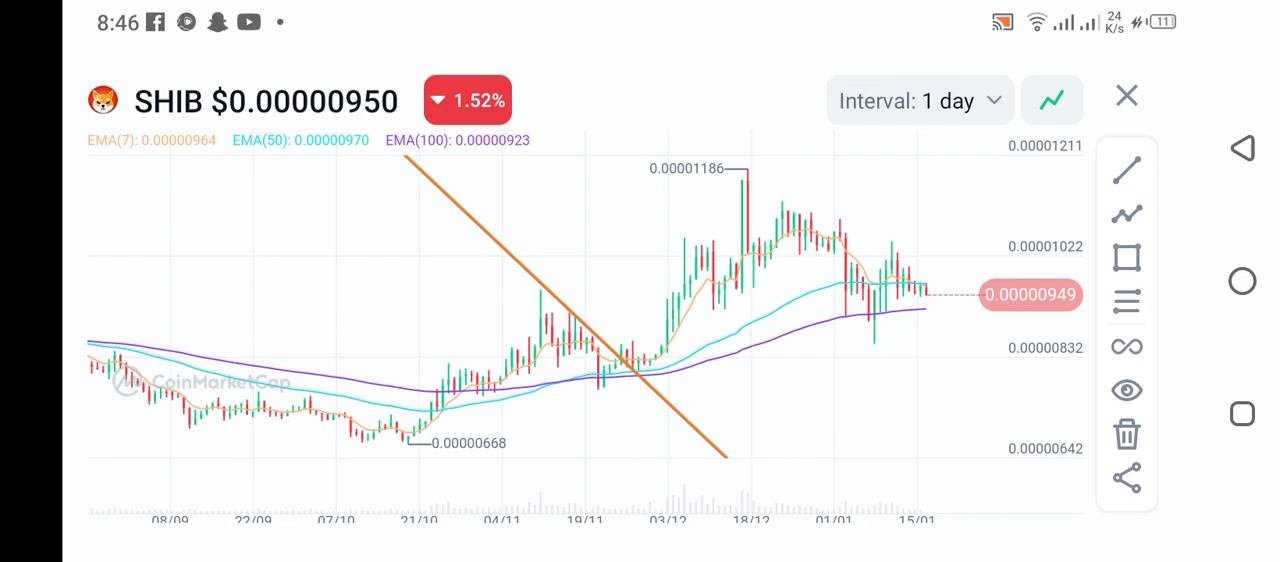 8:46
24
K/s
11
SHIB $0.00000950
1.52%
Interval: 1 day
EMA(7): 0.00000964 EMA(50): 0.00000970 EMA(100): 0.00000923
0.00001211
0.00001186
0.00001022
0.00000949
0.00000832
CoinMarketCap
0.00000668
0.00000642
08/09 22/09 07/10 21/10 04/11 19/11 03/12 18/12 01/01 15/01